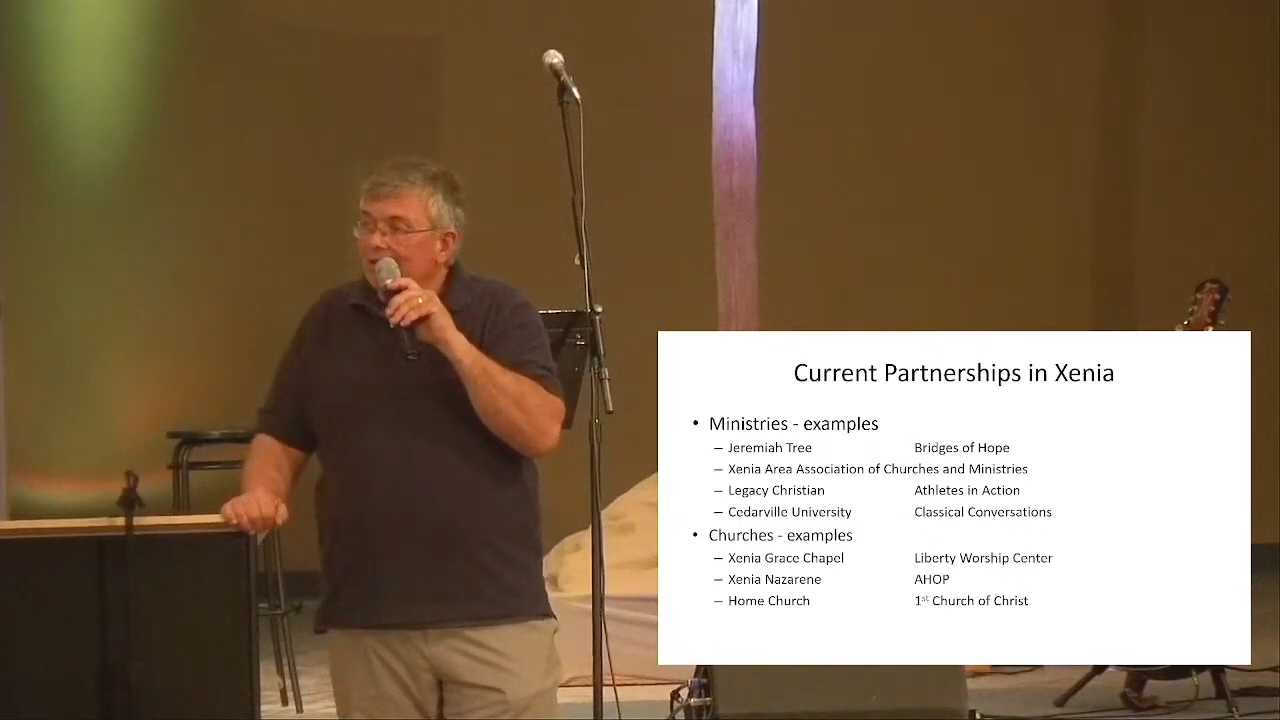 Current Partnerships in Xenia
• Ministries - examples
– Jeremiah Tree Bridges of Hope
– Xenia Area Association of Churches and Ministries
– Legacy Christian Athletes in Action
– Cedarville University Classical Conversations
• Churches - examples
– Xenia Grace Chapel Liberty Worship Center
– Xenia Nazarene AHOP
– Home Church 1st Church of Christ